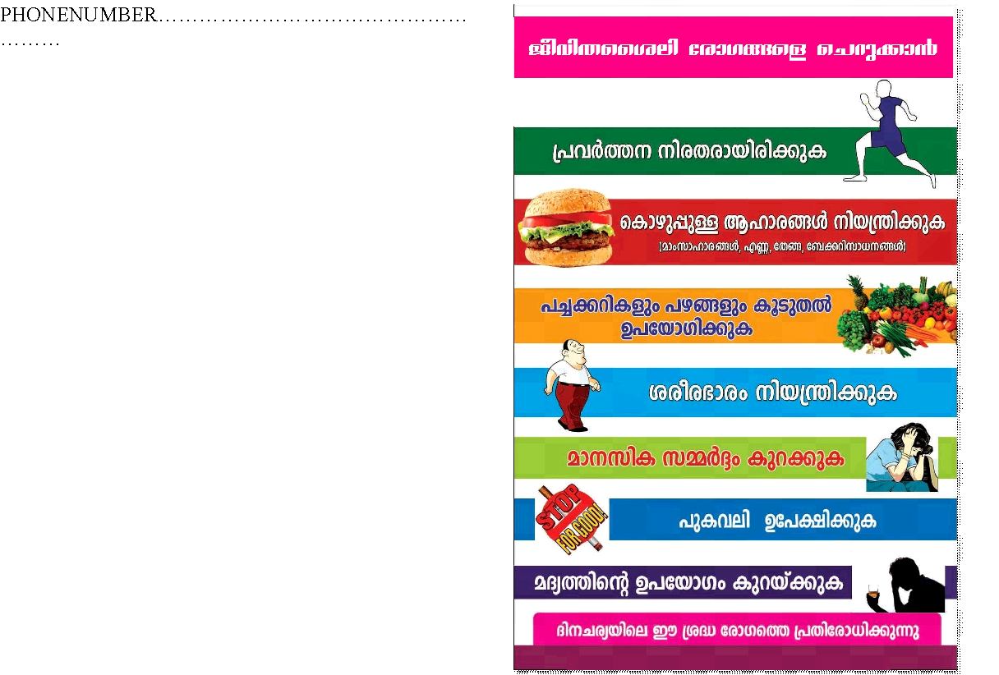 PHONENUMBER……………………………………
………
ജീവിതശൈലി രോഗങ്ങളെ ചെറുക്കാൻ
പ്രവർത്തന നിരതരായിരിക്കുക
കൊഴുപ്പുള്ള ആഹാരങ്ങൾ നിയന്ത്രിക്കുക
(മാംസാഹാരങ്ങൾ, എണ്ണ, തേങ്ങ, ബേക്കറിസാധനങ്ങൾ)
പച്ചക്കറികളും പഴങ്ങളും കൂടുതൽ
ഉപയോഗിക്കുക
ശരീരഭാരം നിയന്ത്രിക്കുക
മാനസിക സമ്മർദ്ദം കുറക്കുക
STOP
FOR GOOD!
പുകവലി ഉപേക്ഷിക്കുക
മദ്യത്തിന്റെ ഉപയോഗം കുറയ്ക്കുക
ദിനചര്യയിലെ ഈ ശ്രദ്ധ രോഗത്തെ പ്രതിരോധിക്കുന്നു